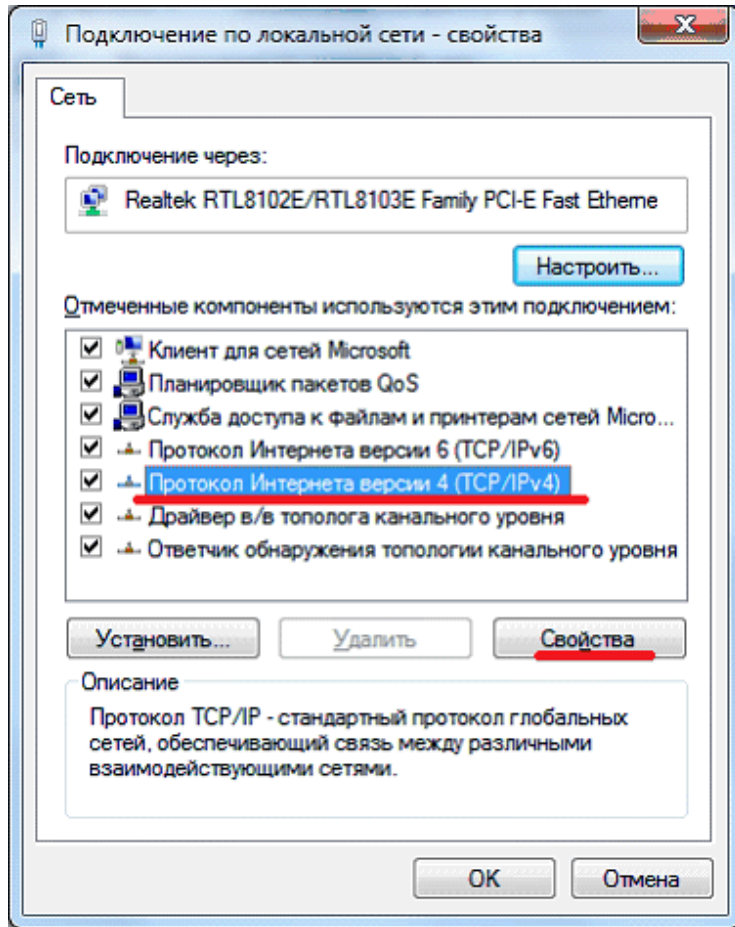 Подключение по локальной сети - свойства
Сеть
Подключение через:
Realtek RTL8102E/RTL8103E Family PCI-E Fast Etherne
Настроить...
Отмеченные компоненты используются этим подключением:
Клиент для сетей Microsoft
Планировщик пакетов QoS
Служба доступа к файлам и принтерам сетей Micro...
Протокол Интернета версии 6 (TCP/IPv6)
Протокол Интернета версии 4 (TCP/IPv4)
Драйвер в/в тополога канального уровня
Ответчик обнаружения топологии канального уровня
Установить...
Удалить
Свойства
Описание
Протокол TCP/IP - стандартный протокол глобальных
сетей, обеспечивающий связь между различными
взаимодействующими сетями.
OK
Отмена